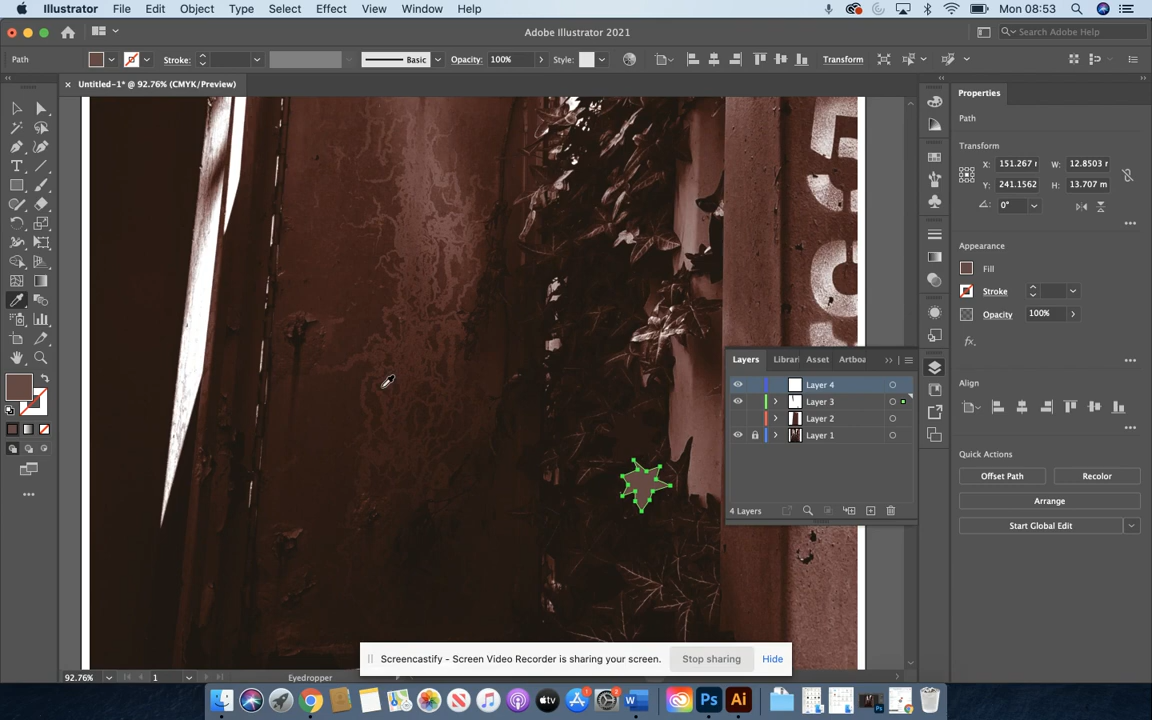 Illustrator File Edit Object Type Select Effect View Window Help Mon 08:53
Adobe Illustrator 2021 Search Adobe Help
Path Stroke: Basic Opacity: 100% Style: Transform
× Untitled-1* @ 92.76% (CMYK/Preview)
Properties
Path
Transform
X: 151.267 W: 12.8503
Y: 241.1562 H: 13.707 m
0°
Appearance
Fill
Stroke
Opacity 100%
fx.
Layers Librari Asset Artboa
Layer 4
Layer 3
Layer 2
Layer 1
4 Layers
Align
Quick Actions
Offset Path Recolor
Arrange
Start Global Edit
Screencastify - Screen Video Recorder is sharing your screen. Stop sharing Hide
92.76% 1 Eyedropper